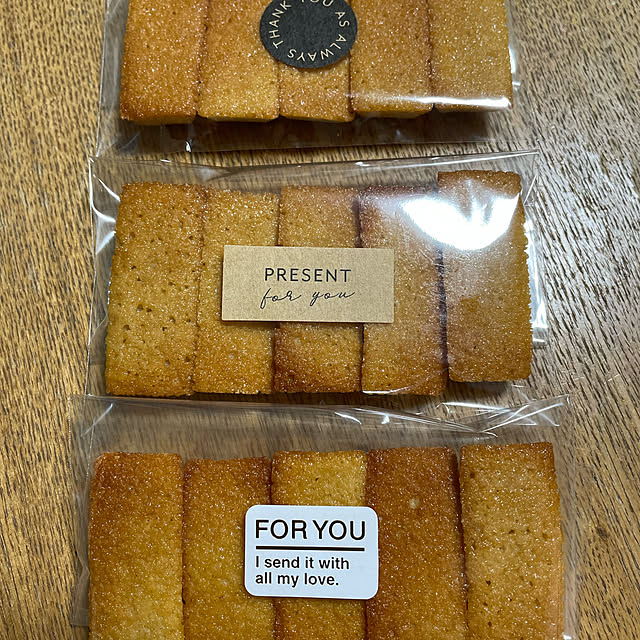 THANK YOU AS ALWAYS
PRESENT
for you
FOR YOU
I send it with
all my love.